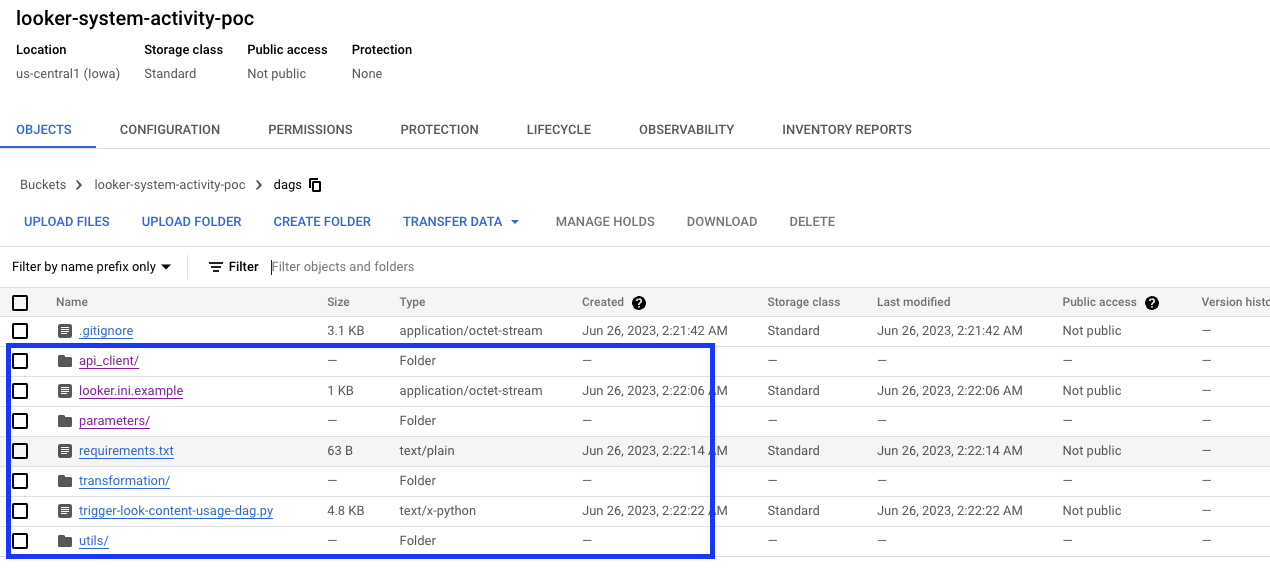 looker-system-activity-poc
Location Storage class Public access Protection
us-central1 (Iowa) Standard Not public None
OBJECTS CONFIGURATION PERMISSIONS PROTECTION LIFECYCLE OBSERVABILITY INVENTORY REPORTS
Buckets > looker-system-activity-poc > dags
UPLOAD FILES UPLOAD FOLDER CREATE FOLDER TRANSFER DATA MANAGE HOLDS DOWNLOAD DELETE
Filter by name prefix only Filter Filter objects and folders
Name Size Type Created ? Storage class Last modified Public access ? Version histo
.gitignore 3.1 KB application/octet-stream Jun 26, 2023, 2:21:42 AM Standard Jun 26, 2023, 2:21:42 AM Not public —
api_client/ — Folder — — — — —
looker.ini.example 1 KB application/octet-stream Jun 26, 2023, 2:22:06 AM Standard Jun 26, 2023, 2:22:06 AM Not public —
parameters/ — Folder — — — — —
requirements.txt 63 B text/plain Jun 26, 2023, 2:22:14 AM Standard Jun 26, 2023, 2:22:14 AM Not public —
transformation/ — Folder — — — — —
trigger-look-content-usage-dag.py 4.8 KB text/x-python Jun 26, 2023, 2:22:22 AM Standard Jun 26, 2023, 2:22:22 AM Not public —
utils/ — Folder — — — — —